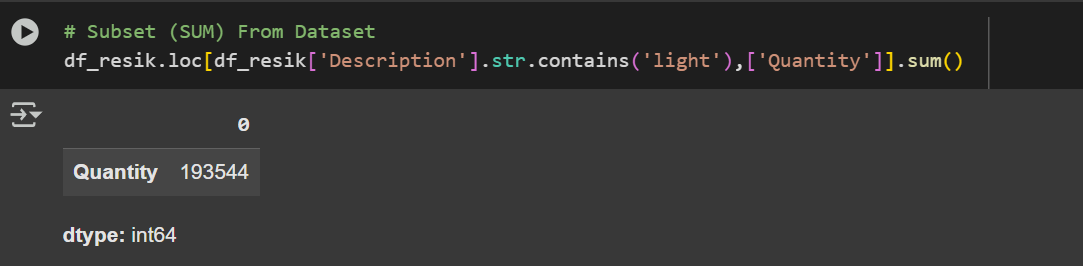 # Subset (SUM) From Dataset
df_resik.loc[df_resik['Description'].str.contains('light'),['Quantity']].sum()
0
Quantity 193544
dtype: int64